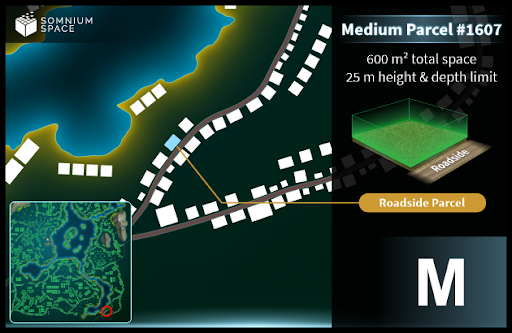 SOMNIUM
SPACE
Medium Parcel #1607
600 m² total space
25 m height & depth limit
Roadside
Roadside Parcel
M